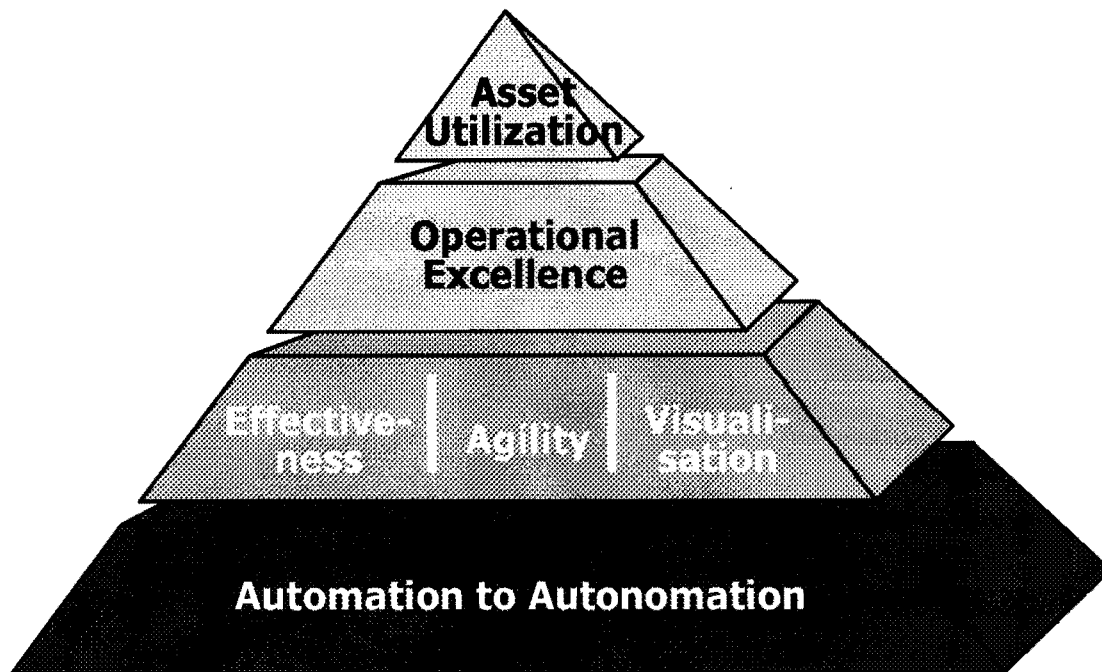 Asset
Utilization
Operational
Excellence
Effective-
ness
Agility
Visuali-
sation
Automation to Autonomation